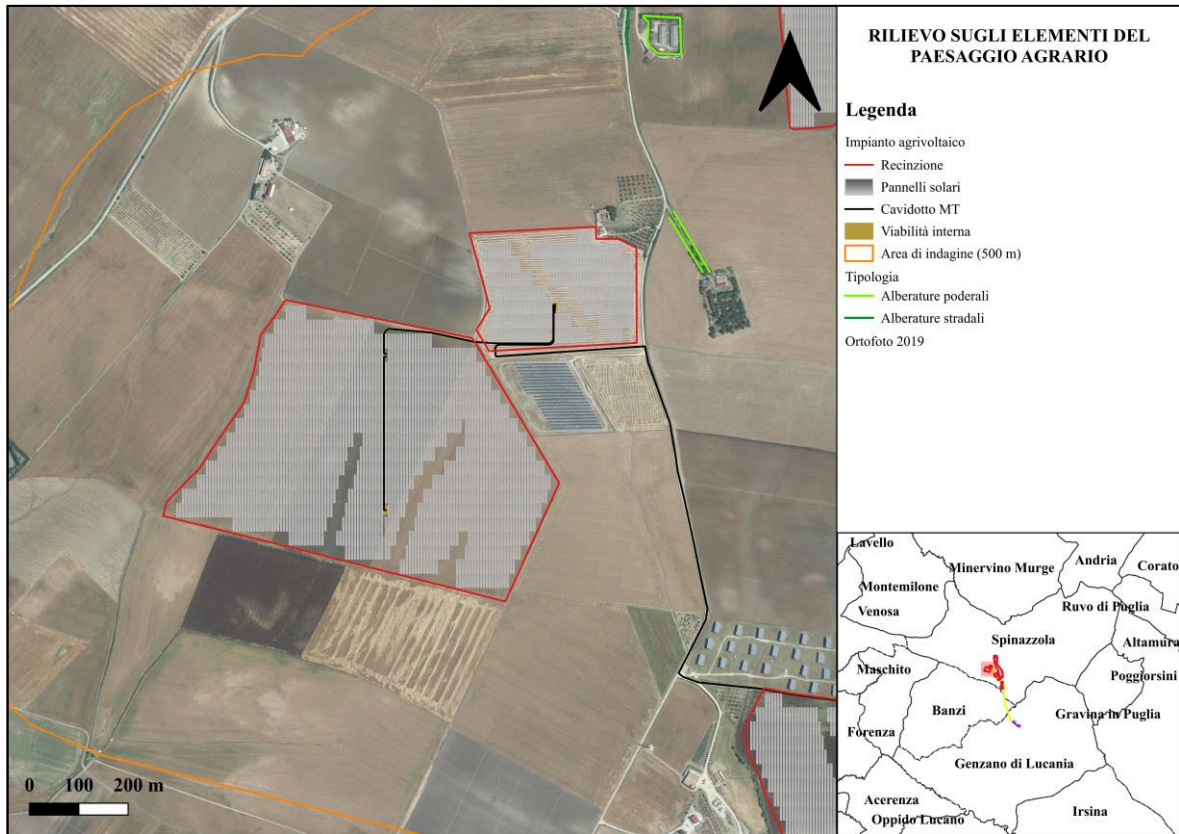 RILIEVO SUGLI ELEMENTI DEL
PAESAGGIO AGRARIO
Legenda
Impianto agrivoltaico
Recinzione
Pannelli solari
Cavidotto MT
Viabilità interna
Area di indagine (500 m)
Tipologia
Alberature poderali
Alberature stradali
Ortofoto 2019
0 100 200 m
Lavello
Minervino Murge
Andria
Corato
Montemilone
Venosa
Ruvo di Puglia
Spinazzola
Altamura
Maschito
Poggiorsini
Banzi
Gravina in Puglia
Forenza
Genzano di Lucania
Acerenza
Oppido Lucano
Irsina